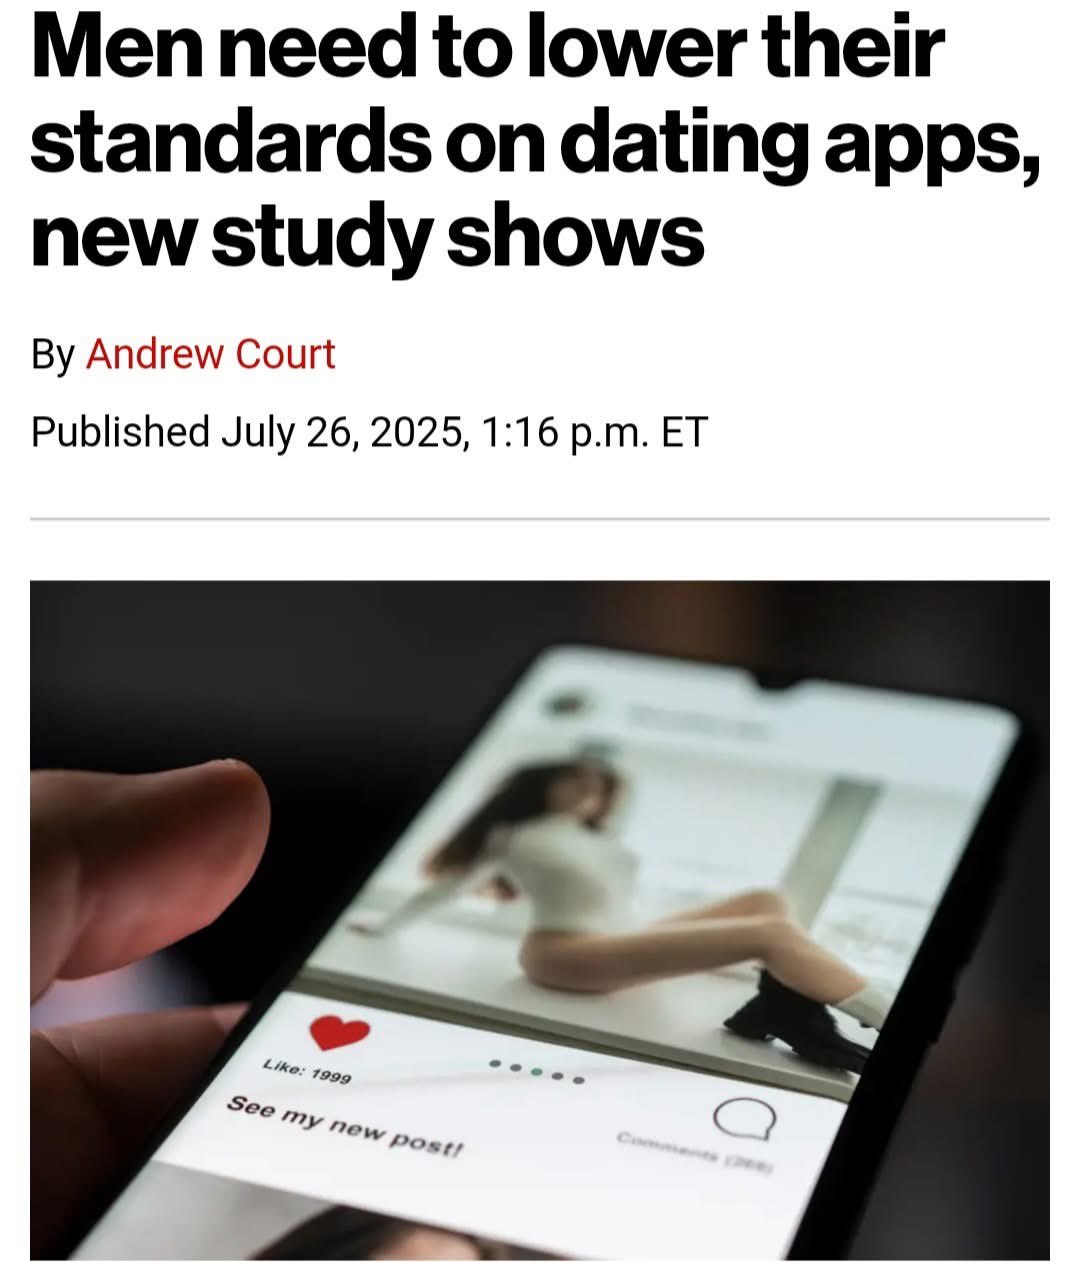 Men need to lower their
standards on dating apps,
new study shows
By Andrew Court
Published July 26, 2025, 1:16 p.m. ET
Like: 1999
See my new post!
Comments